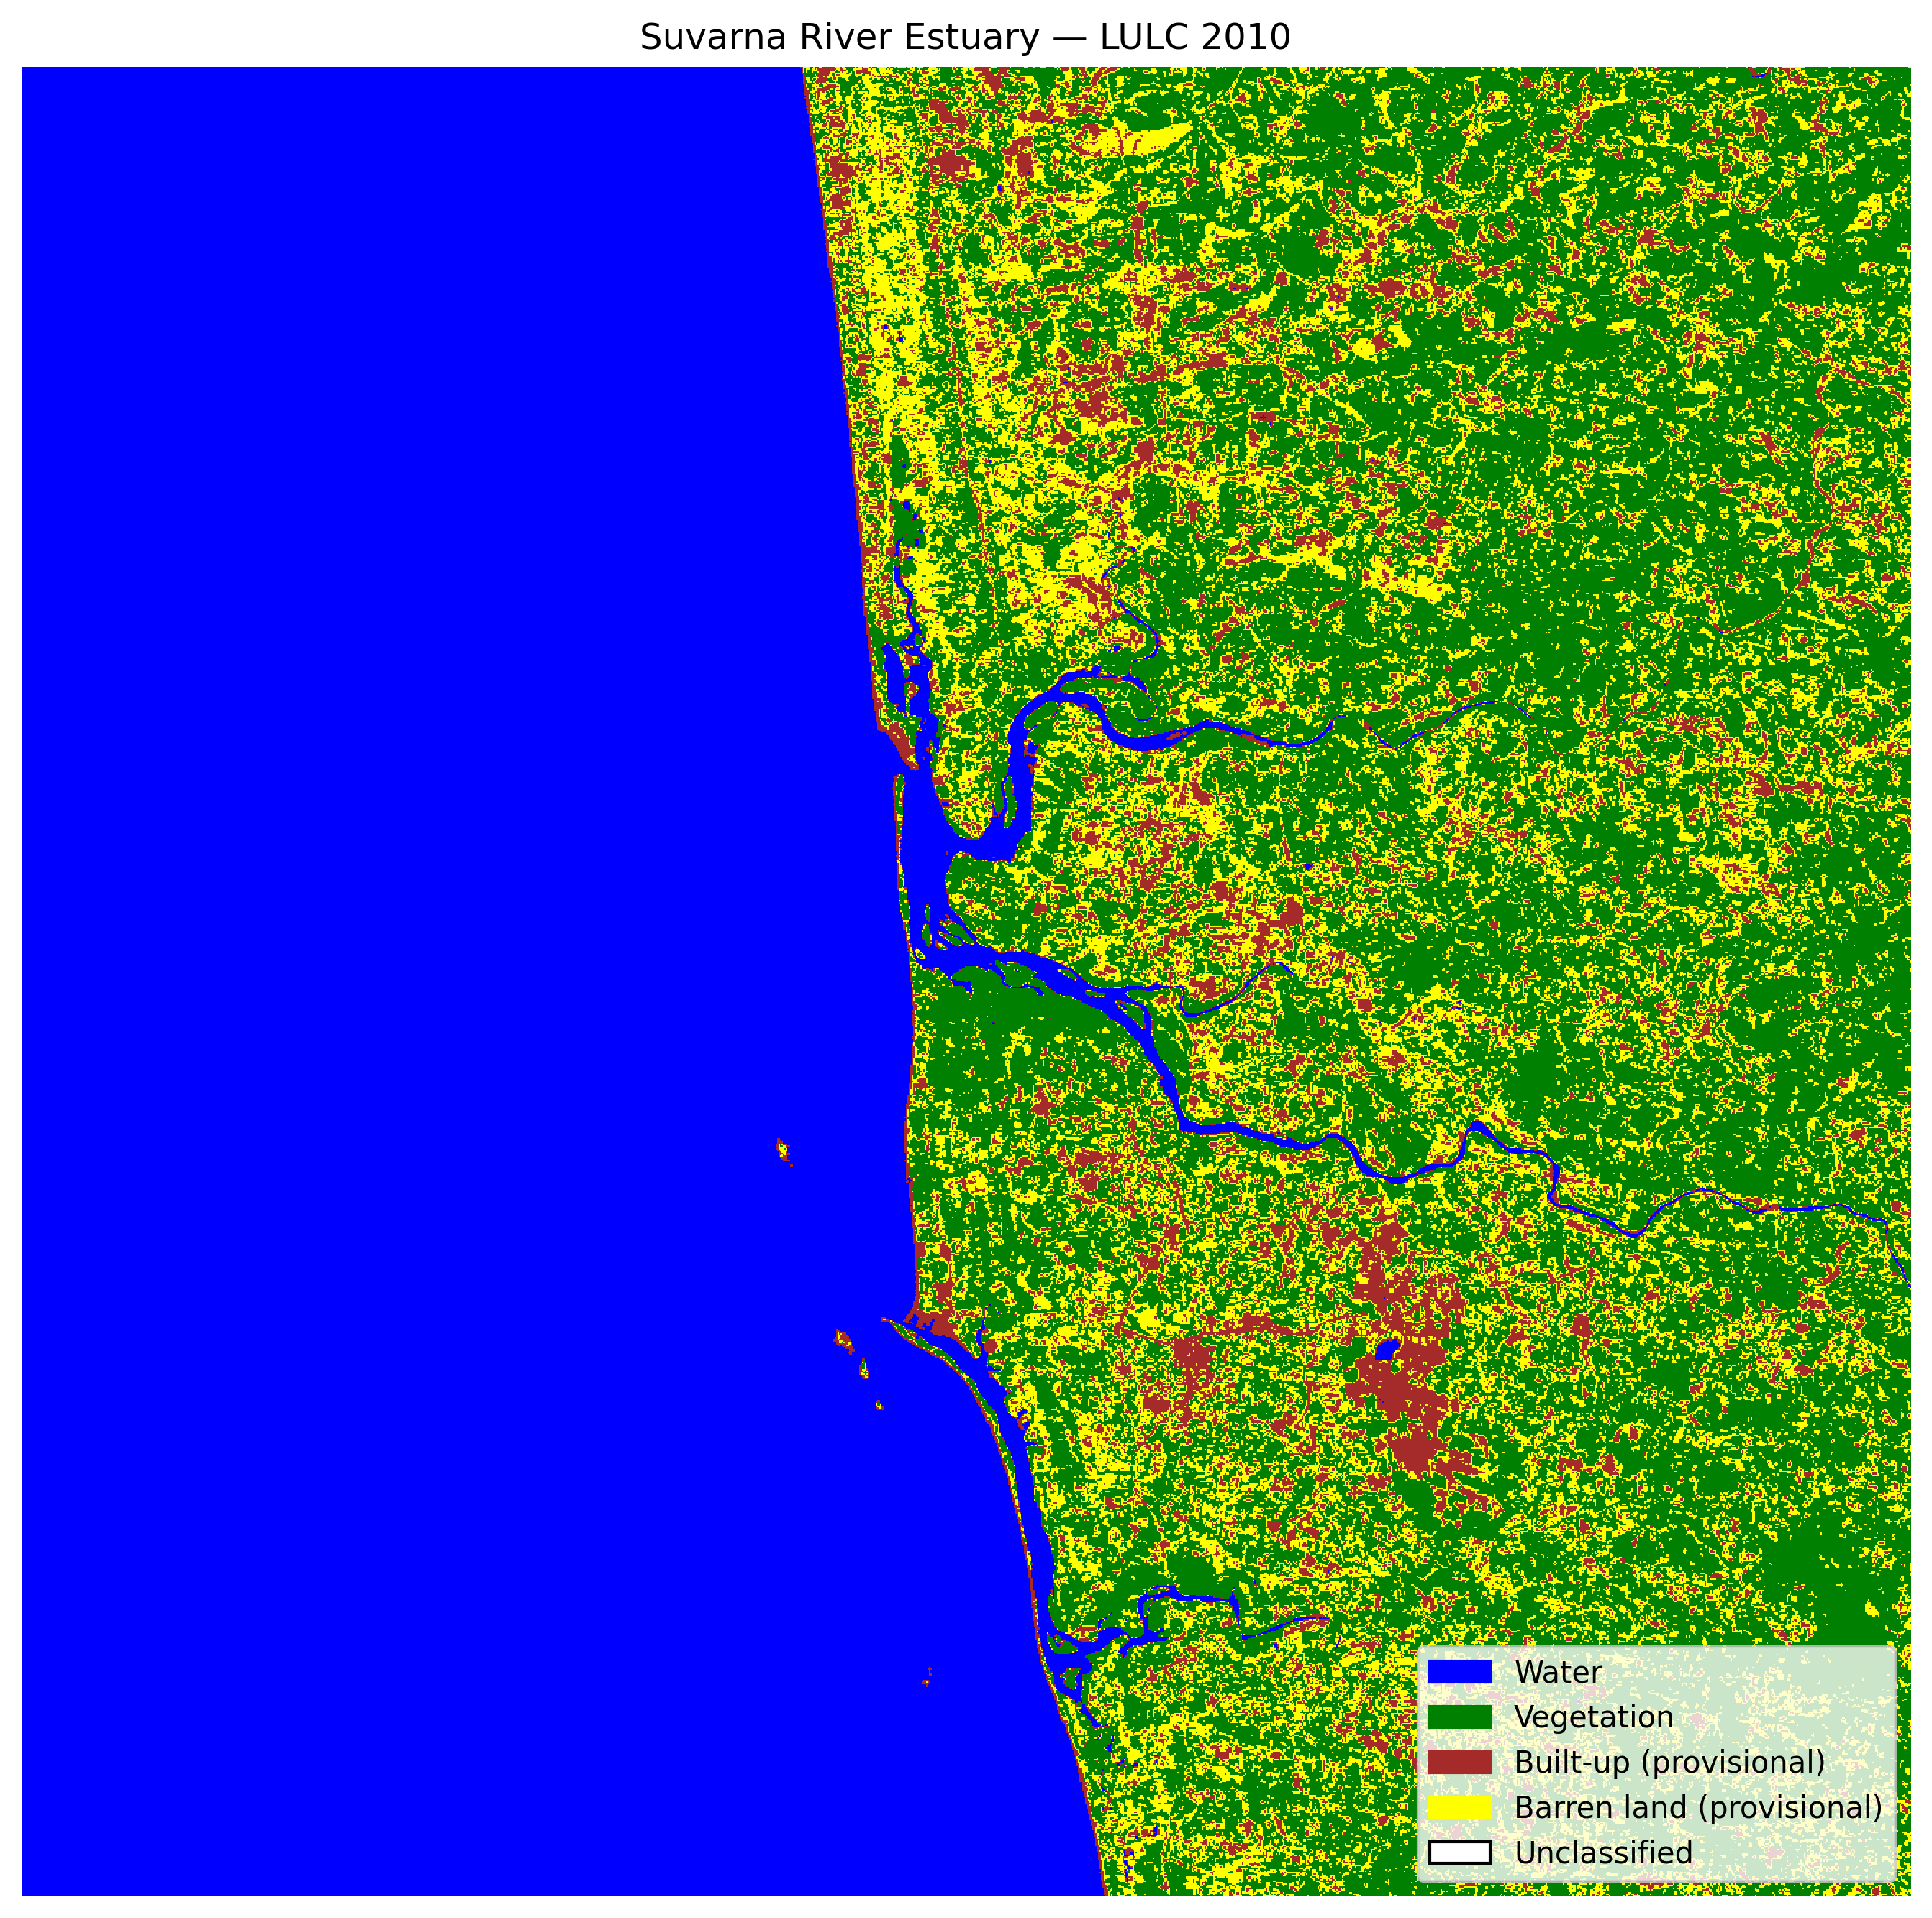 Suvarna River Estuary — LULC 2010
Water
Vegetation
Built-up (provisional)
Barren land (provisional)
Unclassified